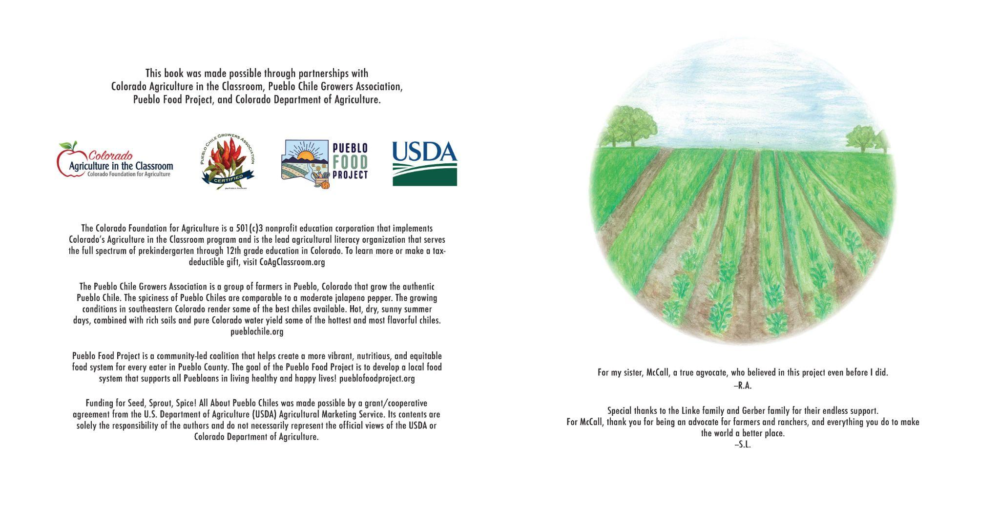 This book was made possible through partnerships with
Colorado Agriculture in the Classroom, Pueblo Chile Growers Association,
Pueblo Food Project, and Colorado Department of Agriculture.
Colorado
Agriculture in the Classroom
Colorado Foundation for Agriculture
PUEBLO CHILE GROWERS ASSOCIATION
CERTIFIED
PUEBLO
FOOD
PROJECT
USDA
The Colorado Foundation for Agriculture is a 501(c)3 nonprofit education corporation that implements
Colorado's Agriculture in the Classroom program and is the lead agricultural literacy organization that serves
the full spectrum of prekindergarten through 12th grade education in Colorado. To learn more or make a tax-
deductible gift, visit CoAgClassroom.org
The Pueblo Chile Growers Association is a group of farmers in Pueblo, Colorado that grow the authentic
Pueblo Chile. The spiciness of Pueblo Chiles are comparable to a moderate jalapeno pepper. The growing
conditions in southeastern Colorado render some of the best chiles available. Hot, dry, sunny summer
days, combined with rich soils and pure Colorado water yield some of the hottest and most flavorful chiles.
pueblochile.org
Pueblo Food Project is a community-led coalition that helps create a more vibrant, nutritious, and equitable
food system for every eater in Pueblo County. The goal of the Pueblo Food Project is to develop a local food
system that supports all Puebloans in living healthy and happy lives! pueblofoodproject.org
Funding for Seed, Sprout, Spice! All About Pueblo Chiles was made possible by a grant/cooperative
agreement from the U.S. Department of Agriculture (USDA) Agricultural Marketing Service. Its contents are
solely the responsibility of the authors and do not necessarily represent the official views of the USDA or
Colorado Department of Agriculture.
For my sister, McCall, a true agvocate, who believed in this project even before I did.
--R.A.
Special thanks to the Linke family and Gerber family for their endless support.
For McCall, thank you for being an advocate for farmers and ranchers, and everything you do to make
the world a better place.
--S.L.